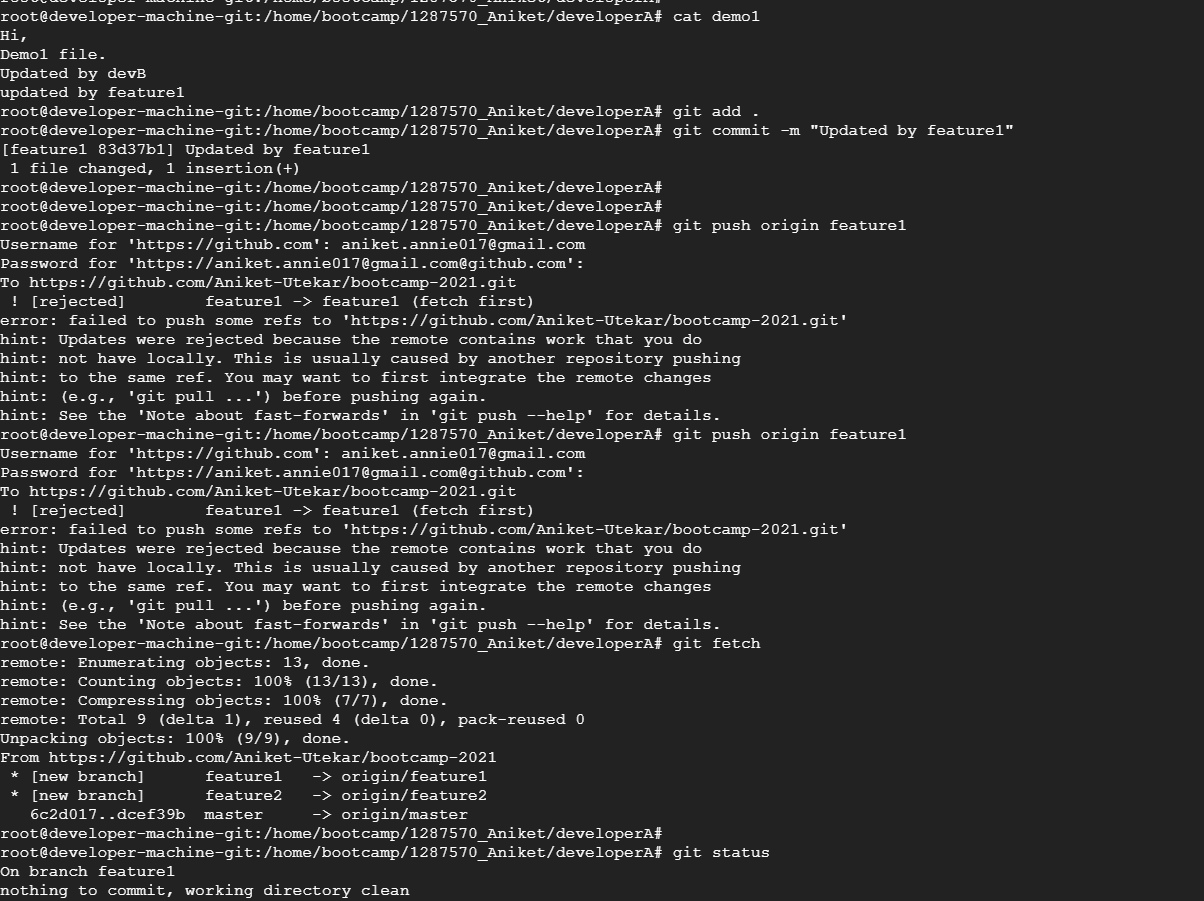 root@developer-machine-git:/home/bootcamp/1287570_Aniket/developerA#
root@developer-machine-git:/home/bootcamp/1287570_Aniket/developerA# cat demo1
Hi,
Demo1 file.
Updated by devB
updated by feature1
root@developer-machine-git:/home/bootcamp/1287570_Aniket/developerA# git add .
root@developer-machine-git:/home/bootcamp/1287570_Aniket/developerA# git commit -m "Updated by feature1"
[feature1 83d37b1] Updated by feature1
 1 file changed, 1 insertion(+)
root@developer-machine-git:/home/bootcamp/1287570_Aniket/developerA#
root@developer-machine-git:/home/bootcamp/1287570_Aniket/developerA#
root@developer-machine-git:/home/bootcamp/1287570_Aniket/developerA# git push origin feature1
Username for 'https://github.com': aniket.annie017@gmail.com
Password for 'https://aniket.annie017@gmail.com@github.com':
To https://github.com/Aniket-Utekar/bootcamp-2021.git
 ! [rejected]        feature1 -> feature1 (fetch first)
error: failed to push some refs to 'https://github.com/Aniket-Utekar/bootcamp-2021.git'
hint: Updates were rejected because the remote contains work that you do
hint: not have locally. This is usually caused by another repository pushing
hint: to the same ref. You may want to first integrate the remote changes
hint: (e.g., 'git pull ...') before pushing again.
hint: See the 'Note about fast-forwards' in 'git push --help' for details.
root@developer-machine-git:/home/bootcamp/1287570_Aniket/developerA# git push origin feature1
Username for 'https://github.com': aniket.annie017@gmail.com
Password for 'https://aniket.annie017@gmail.com@github.com':
To https://github.com/Aniket-Utekar/bootcamp-2021.git
 ! [rejected]        feature1 -> feature1 (fetch first)
error: failed to push some refs to 'https://github.com/Aniket-Utekar/bootcamp-2021.git'
hint: Updates were rejected because the remote contains work that you do
hint: not have locally. This is usually caused by another repository pushing
hint: to the same ref. You may want to first integrate the remote changes
hint: (e.g., 'git pull ...') before pushing again.
hint: See the 'Note about fast-forwards' in 'git push --help' for details.
root@developer-machine-git:/home/bootcamp/1287570_Aniket/developerA# git fetch
remote: Enumerating objects: 13, done.
remote: Counting objects: 100% (13/13), done.
remote: Compressing objects: 100% (7/7), done.
remote: Total 9 (delta 1), reused 4 (delta 0), pack-reused 0
Unpacking objects: 100% (9/9), done.
From https://github.com/Aniket-Utekar/bootcamp-2021
 * [new branch]      feature1   -> origin/feature1
 * [new branch]      feature2   -> origin/feature2
   6c2d017..dcef39b  master     -> origin/master
root@developer-machine-git:/home/bootcamp/1287570_Aniket/developerA#
root@developer-machine-git:/home/bootcamp/1287570_Aniket/developerA# git status
On branch feature1
nothing to commit, working directory clean